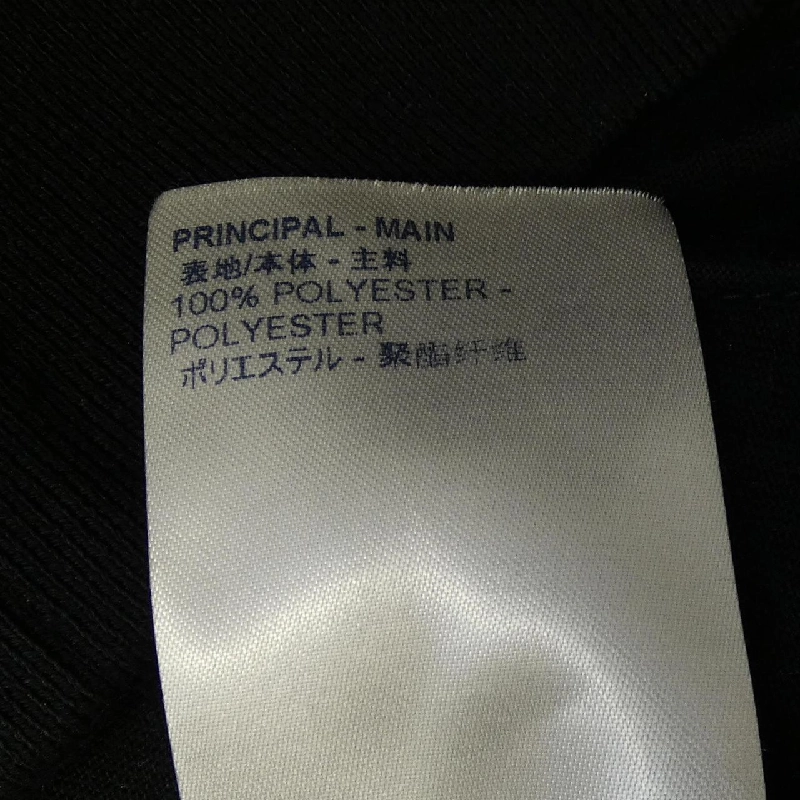 PRINCIPAL - MAIN
表地/本体 - 主料
100% POLYESTER -
POLYESTER
ポリエステル - 聚酯纤维